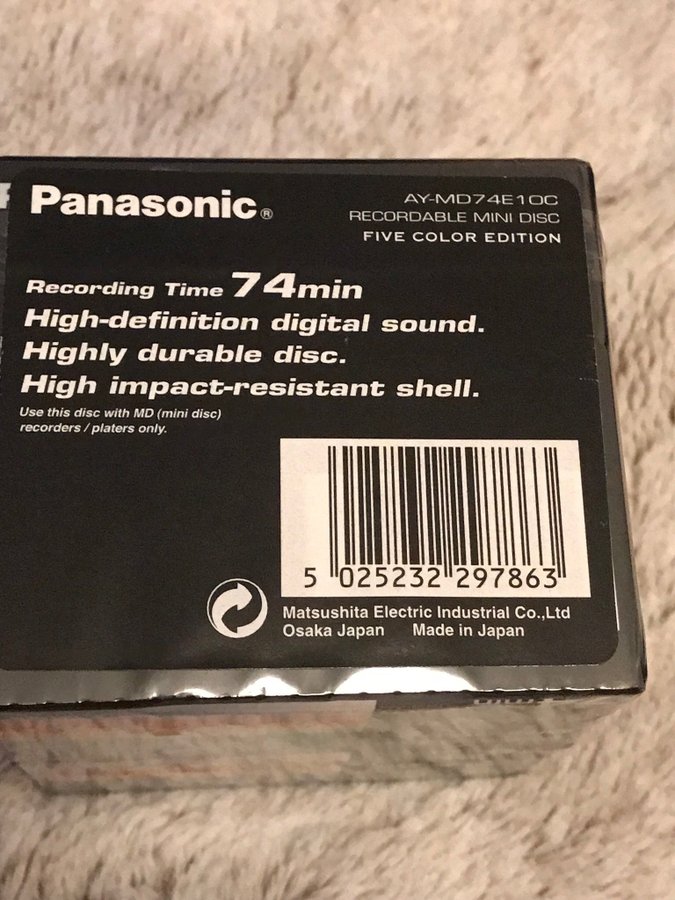 Panasonic®
AY-MD74E10C
RECORDABLE MINI DISC
FIVE COLOR EDITION
Recording Time 74min
High-definition digital sound.
Highly durable disc.
High impact-resistant shell.
Use this disc with MD (mini disc)
recorders / platers only.
5 025232 297863
Matsushita Electric Industrial Co.,Ltd
Osaka Japan Made in Japan